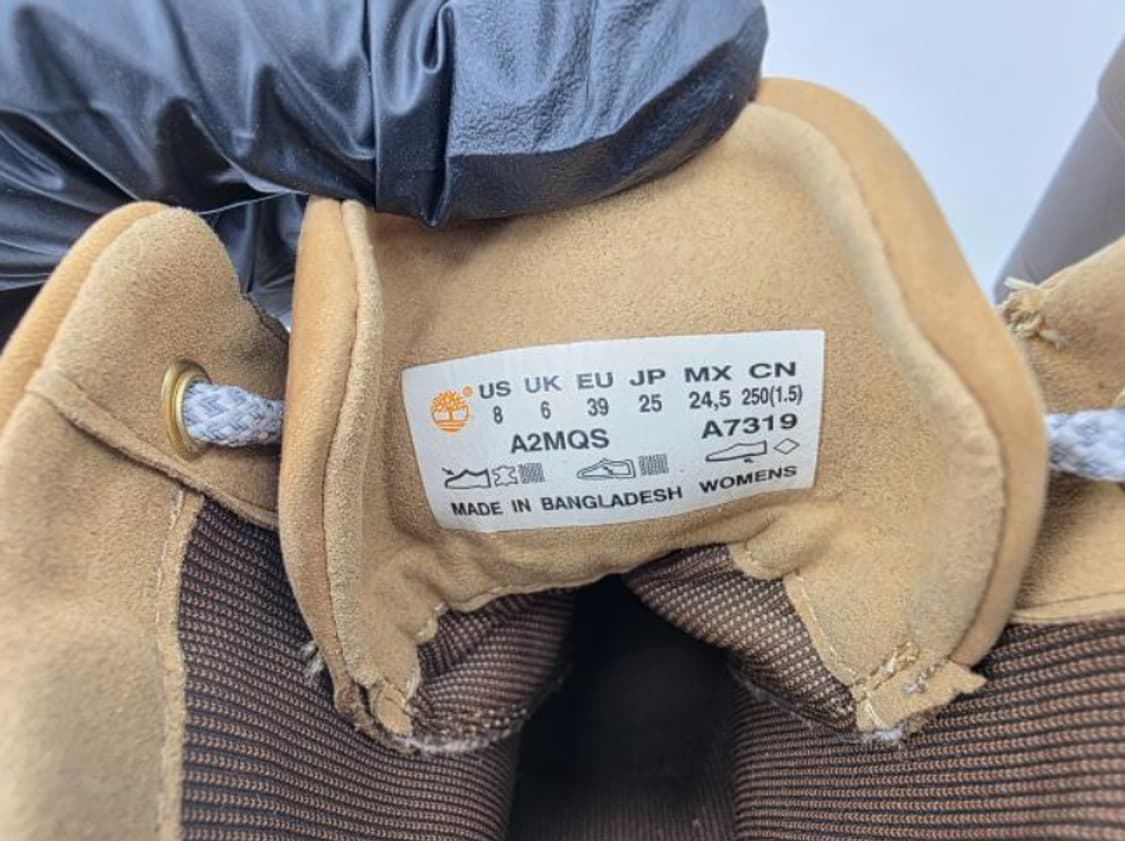 US UK EU JP MX CN
8 6 39 25 24,5 250(1.5)
A2MQS A7319
MADE IN BANGLADESH WOMENS